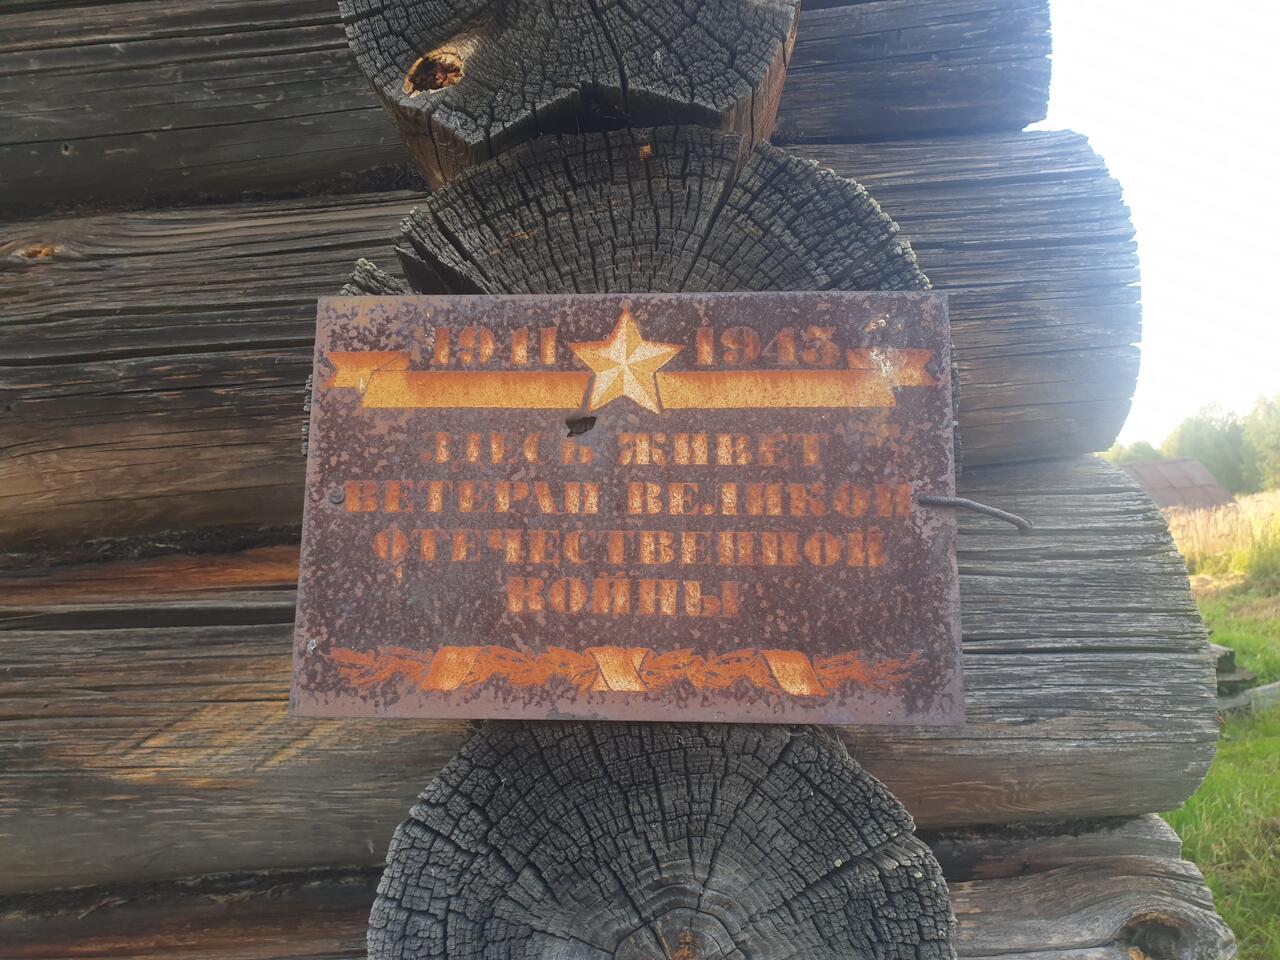 1941 1945
ЗДЕСЬ ЖИВЕТ
ВЕТЕРАН ВЕЛИКОЙ
ОТЕЧЕСТВЕННОЙ
ВОЙНЫ